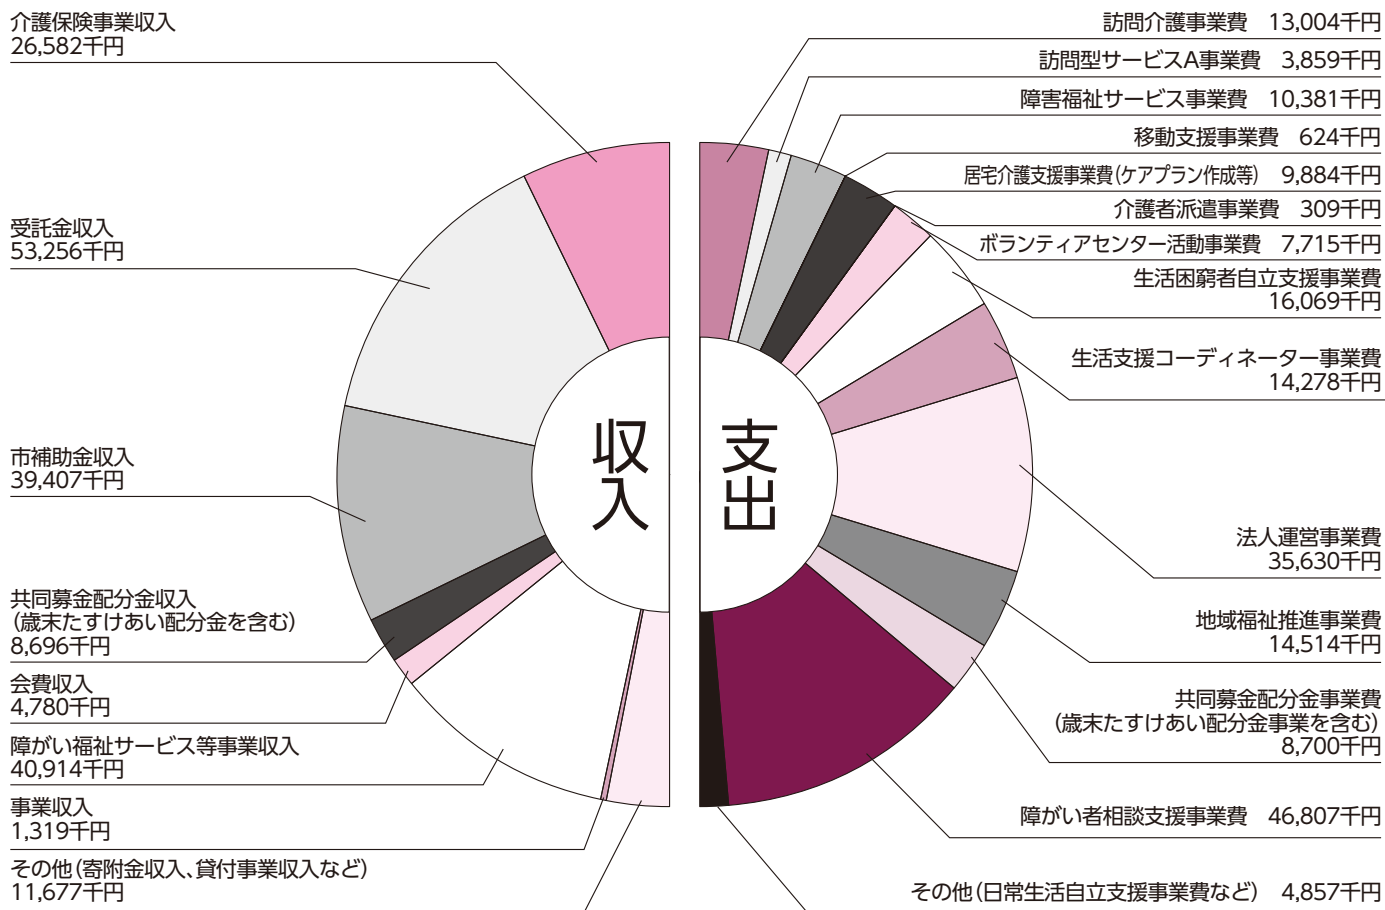 介護保険事業収入
26,582千円
受託金収入
53,256千円
市補助金収入
39,407千円
共同募金配分金収入
(歳末たすけあい配分金を含む)
8,696千円
会費収入
4,780千円
障がい福祉サービス等事業収入
40,914千円
事業収入
1,319千円
その他(寄附金収入、貸付事業収入など)
11,677千円
収入
支出
訪問介護事業費 13,004千円
訪問型サービスA事業費 3,859千円
障害福祉サービス事業費 10,381千円
移動支援事業費 624千円
居宅介護支援事業費(ケアプラン作成等) 9,884千円
介護者派遣事業費 309千円
ボランティアセンター活動事業費 7,715千円
生活困窮者自立支援事業費
16,069千円
生活支援コーディネーター事業費
14,278千円
法人運営事業費
35,630千円
地域福祉推進事業費
14,514千円
共同募金配分金事業費
(歳末たすけあい配分金事業を含む)
8,700千円
障がい者相談支援事業費 46,807千円
その他(日常生活自立支援事業費など) 4,857千円